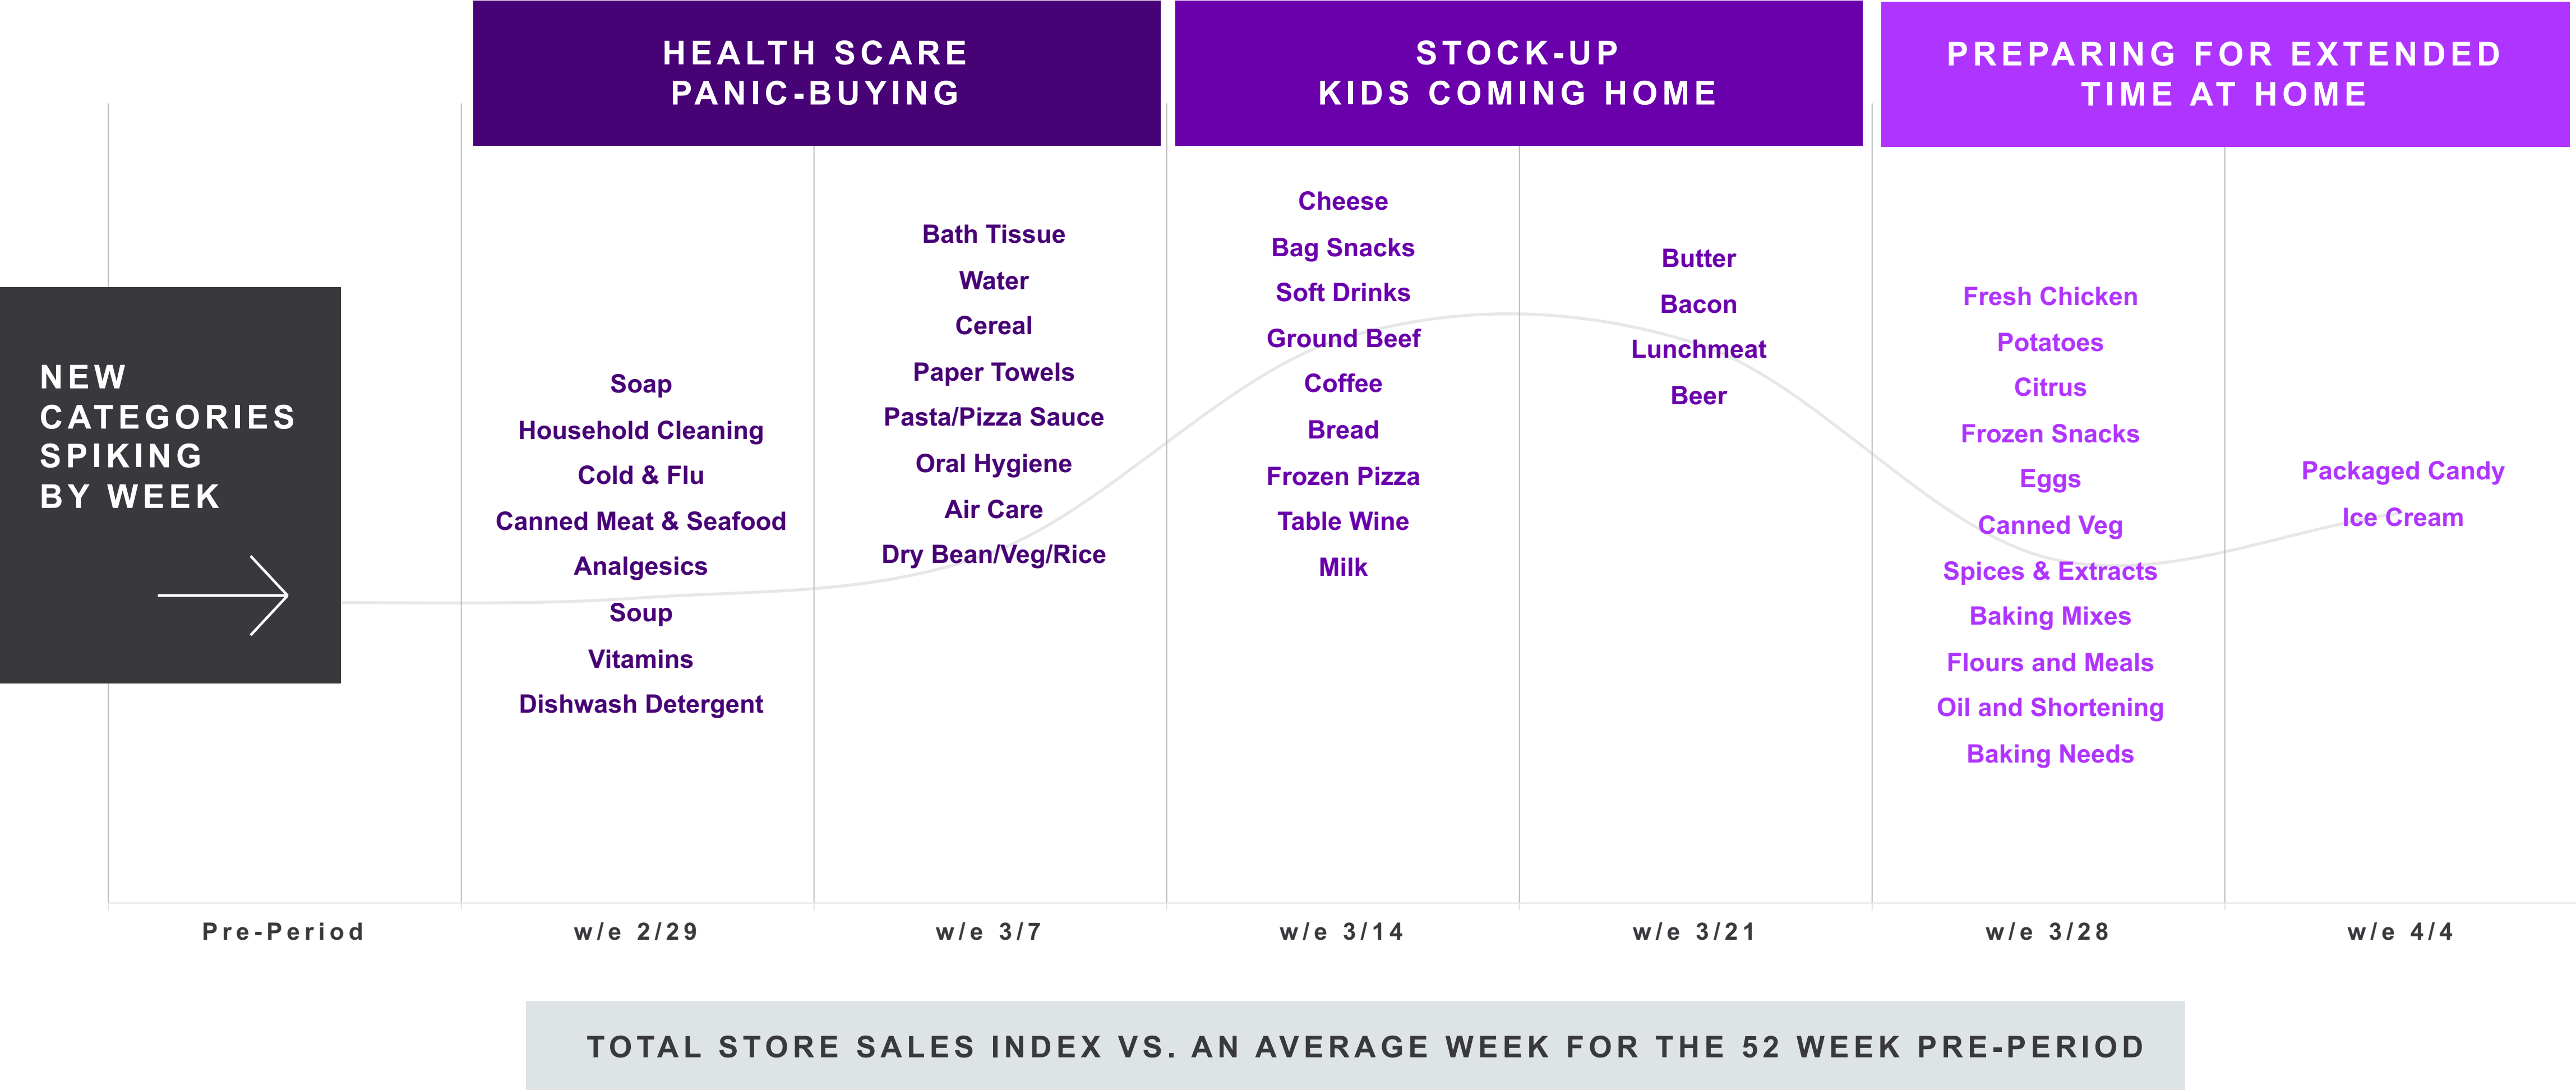 HEALTH SCARE
PANIC-BUYING
STOCK-UP
KIDS COMING HOME
PREPARING FOR EXTENDED
TIME AT HOME
NEW
CATEGORIES
SPIKING
BY WEEK
Soap
Household Cleaning
Cold & Flu
Canned Meat & Seafood
Analgesics
Soup
Vitamins
Dishwash Detergent
Bath Tissue
Water
Cereal
Paper Towels
Pasta/Pizza Sauce
Oral Hygiene
Air Care
Dry Bean/Veg/Rice
Cheese
Bag Snacks
Soft Drinks
Ground Beef
Coffee
Bread
Frozen Pizza
Table Wine
Milk
Butter
Bacon
Lunchmeat
Beer
Fresh Chicken
Potatoes
Citrus
Frozen Snacks
Eggs
Canned Veg
Spices & Extracts
Baking Mixes
Flours and Meals
Oil and Shortening
Baking Needs
Packaged Candy
Ice Cream
Pre-Period
w/e 2/29
w/e 3/7
w/e 3/14
w/e 3/21
w/e 3/28
w/e 4/4
TOTAL STORE SALES INDEX VS. AN AVERAGE WEEK FOR THE 52 WEEK PRE-PERIOD